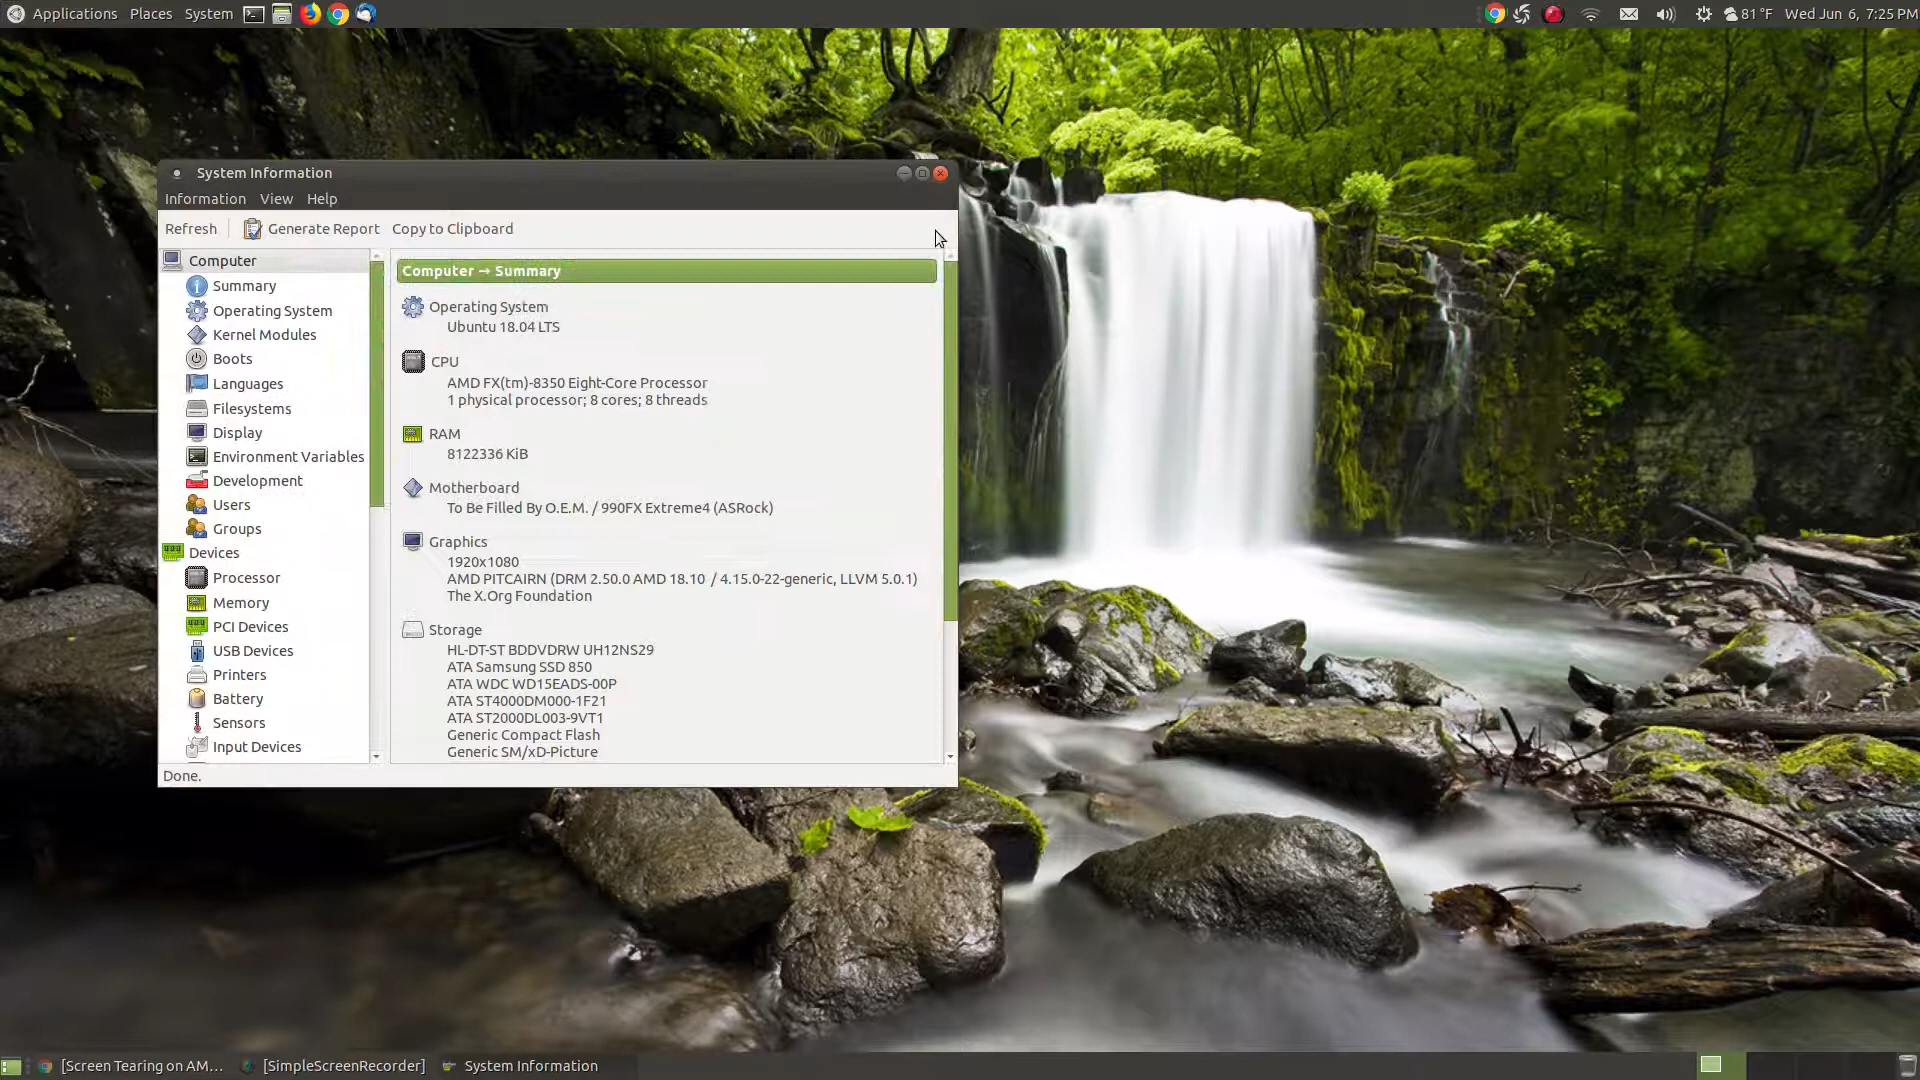 Applications Places System
81 °F Wed Jun 6, 7:25 PM
System Information
Information View Help
Refresh Generate Report Copy to Clipboard
Computer
Summary
Operating System
Kernel Modules
Boots
Languages
Filesystems
Display
Environment Variables
Development
Users
Groups
Devices
Processor
Memory
PCI Devices
USB Devices
Printers
Battery
Sensors
Input Devices
Computer → Summary
Operating System
Ubuntu 18.04 LTS
CPU
AMD FX(tm)-8350 Eight-Core Processor
1 physical processor; 8 cores; 8 threads
RAM
8122336 KiB
Motherboard
To Be Filled By O.E.M. / 990FX Extreme4 (ASRock)
Graphics
1920x1080
AMD PITCAIRN (DRM 2.50.0 AMD 18.10 / 4.15.0-22-generic, LLVM 5.0.1)
The X.Org Foundation
Storage
HL-DT-ST BDDVDRW UH12NS29
ATA Samsung SSD 850
ATA WDC WD15EADS-00P
ATA ST4000DM000-1F21
ATA ST2000DL003-9VT1
Generic Compact Flash
Generic SM/xD-Picture
Done.
[Screen Tearing on AM... [SimpleScreenRecorder] System Information